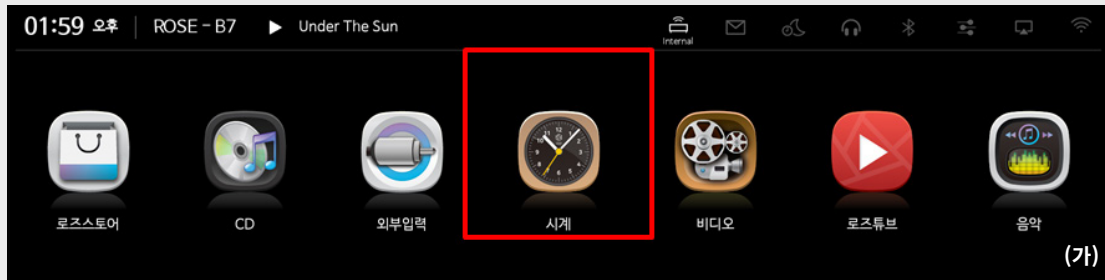 01:59 오후 ROSE – B7 ▶ Under The Sun
Internal
로즈스토어 CD 외부입력 시계 비디오 로즈튜브 음악
(가)